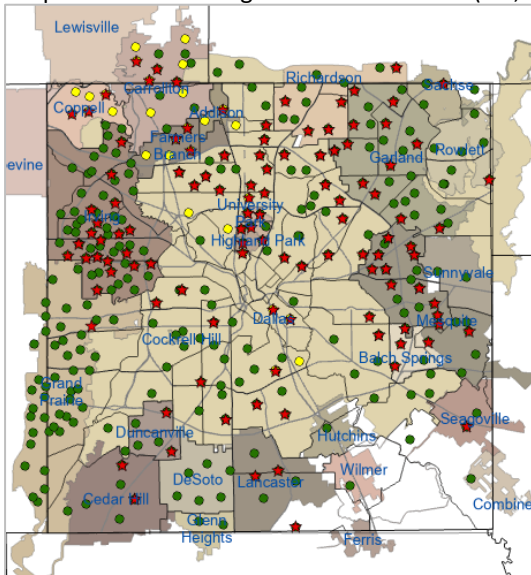 Lewisville
Richardson
Sachse
Carrollton
Coppell
Addison
Farmers
Branch
Garland
Rowlett
evine
University
Park
Irving
Highland Park
Sunnyvale
Dallas
Mesquite
Cockrell Hill
Balch Springs
Grand
Prairie
Seagoville
Duncanville
Hutchins
Wilmer
DeSoto
Lancaster
Cedar Hill
Combine
Glenn
Heights
Ferris